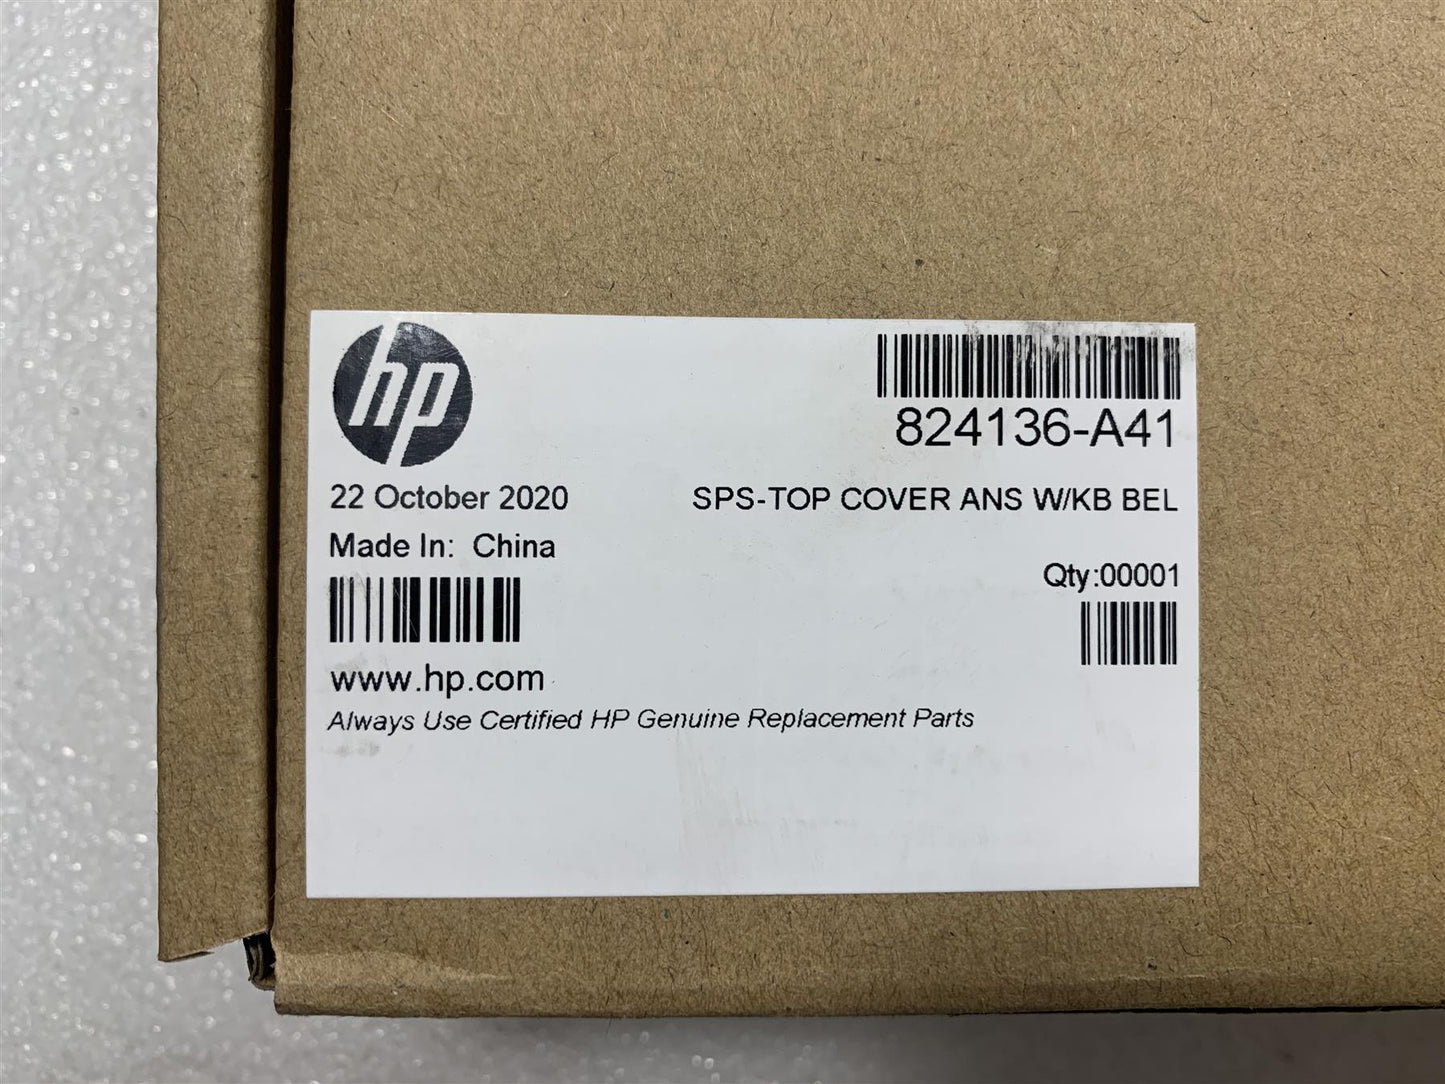 hp
824136-A41
22 October 2020
SPS-TOP COVER ANS W/KB BEL
Made In: China
Qty:00001
www.hp.com
Always Use Certified HP Genuine Replacement Parts